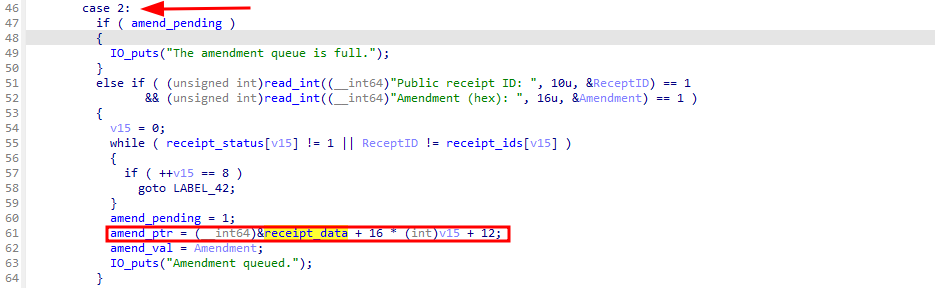 46 case 2:
47 if ( amend_pending )
48 {
49 IO_puts("The amendment queue is full.");
50 }
51 else if ( (unsigned int)read_int((__int64)"Public receipt ID: ", 10u, &ReceptID) == 1
52 && (unsigned int)read_int((__int64)"Amendment (hex): ", 16u, &Amendment) == 1 )
53 {
54 v15 = 0;
55 while ( receipt_status[v15] != 1 || ReceptID != receipt_ids[v15] )
56 {
57 if ( ++v15 == 8 )
58 goto LABEL_42;
59 }
60 amend_pending = 1;
61 amend_ptr = (__int64)&receipt_data + 16 * (int)v15 + 12;
62 amend_val = Amendment;
63 IO_puts("Amendment queued.");
64 }